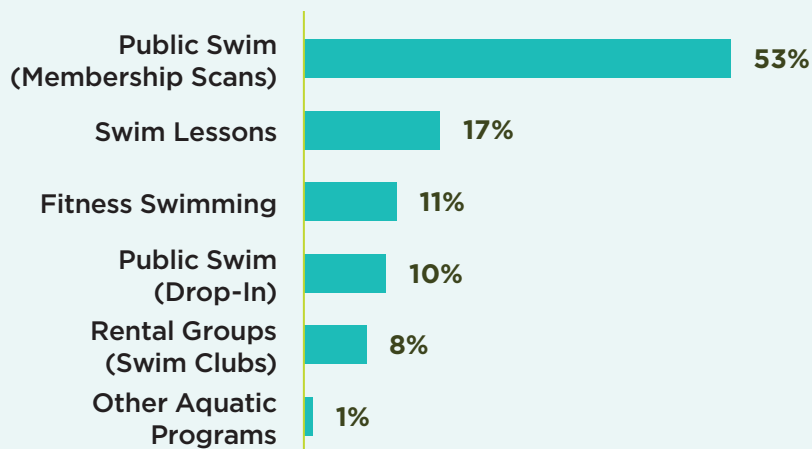 Public Swim
(Membership Scans)
53%
Swim Lessons
17%
Fitness Swimming
11%
Public Swim
(Drop-In)
10%
Rental Groups
(Swim Clubs)
8%
Other Aquatic
Programs
1%